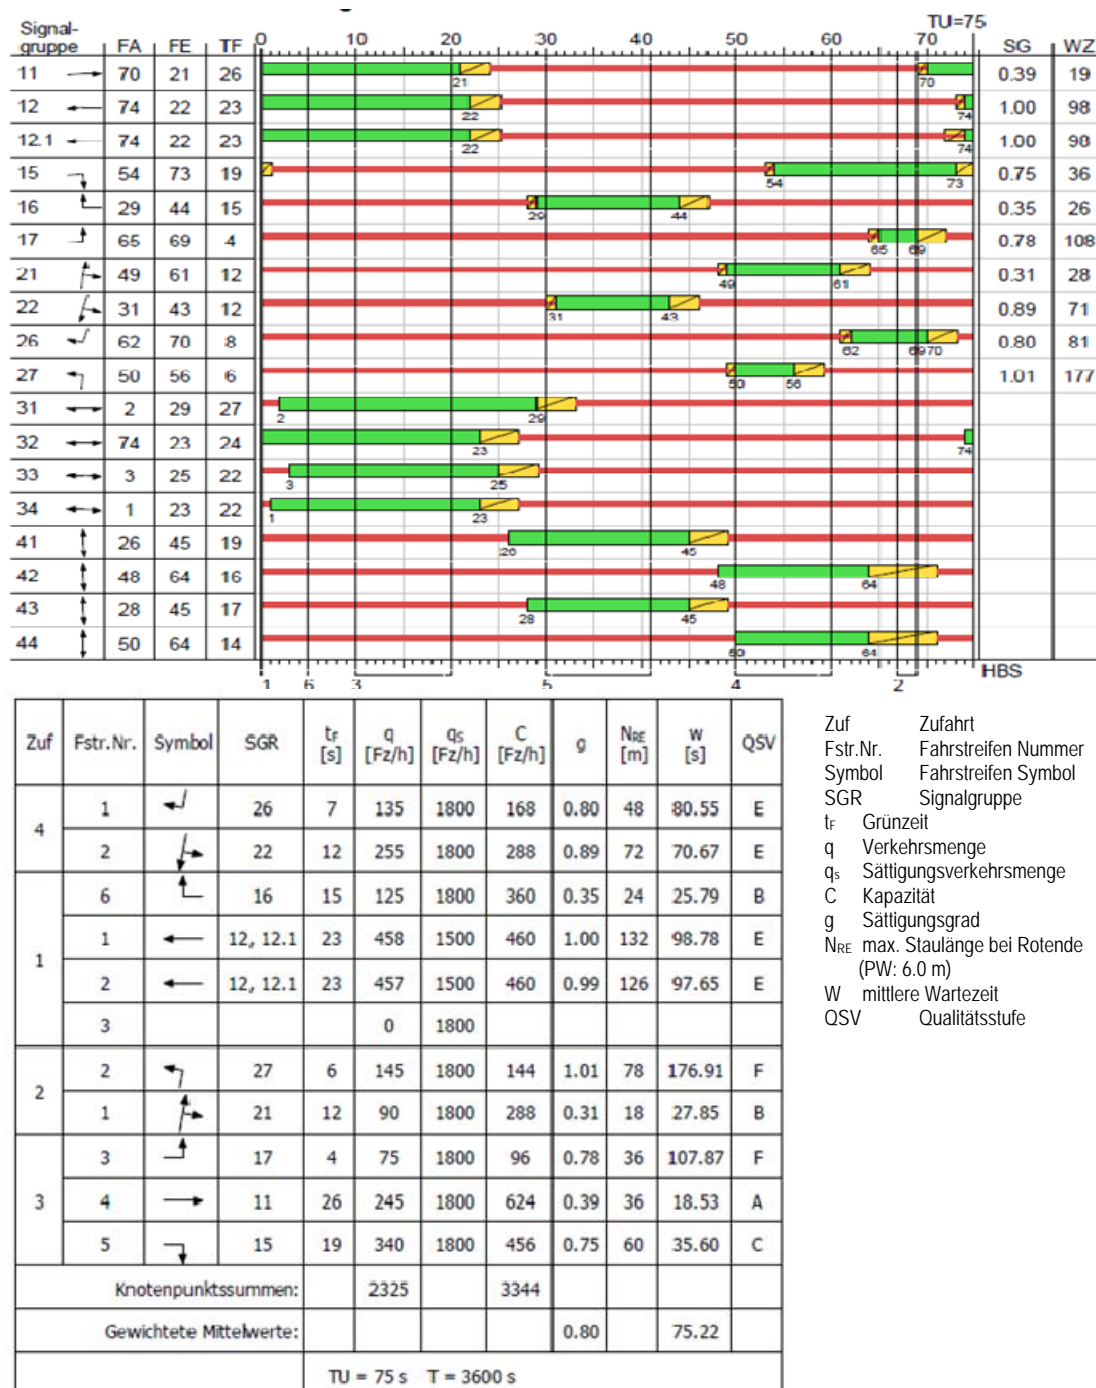 TU=75
Signal-
gruppe FA FE TF 0 10 20 30 40 50 60 70 SG WZ
11 70 21 26 21 70 0.39 19
12 74 22 23 22 74 1.00 98
12.1 74 22 23 22 74 1.00 98
15 54 73 19 54 73 0.75 36
16 29 44 15 29 44 0.35 26
17 65 69 4 65 69 0.78 108
21 49 61 12 49 61 0.31 28
22 31 43 12 31 43 0.89 71
26 62 70 8 62 69 70 0.80 81
27 50 56 6 50 56 1.01 177
31 2 29 27 2 29
32 74 23 24 23 74
33 3 25 22 3 25
34 1 23 22 1 23
41 26 45 19 26 45
42 48 64 16 48 64
43 28 45 17 28 45
44 50 64 14 50 64
1 6 3 5 4 2 HBS
Zuf Fstr.Nr. Symbol SGR tF [s] q [Fz/h] qs [Fz/h] C [Fz/h] g NRE [m] w [s] QSV
4 1 26 7 135 1800 168 0.80 48 80.55 E
2 22 12 255 1800 288 0.89 72 70.67 E
1 6 16 15 125 1800 360 0.35 24 25.79 B
1 12, 12.1 23 458 1500 460 1.00 132 98.78 E
2 12, 12.1 23 457 1500 460 0.99 126 97.65 E
3 0 1800
2 2 27 6 145 1800 144 1.01 78 176.91 F
1 21 12 90 1800 288 0.31 18 27.85 B
3 3 17 4 75 1800 96 0.78 36 107.87 F
4 11 26 245 1800 624 0.39 36 18.53 A
5 15 19 340 1800 456 0.75 60 35.60 C
Knotenpunktssummen: 2325 3344
Gewichtete Mittelwerte: 0.80 75.22
TU = 75 s T = 3600 s
Zuf Zufahrt
Fstr.Nr. Fahrstreifen Nummer
Symbol Fahrstreifen Symbol
SGR Signalgruppe
tF Grünzeit
q Verkehrsmenge
qs Sättigungsverkehrsmenge
C Kapazität
g Sättigungsgrad
NRE max. Staulänge bei Rotende
(PW: 6.0 m)
W mittlere Wartezeit
QSV Qualitätsstufe